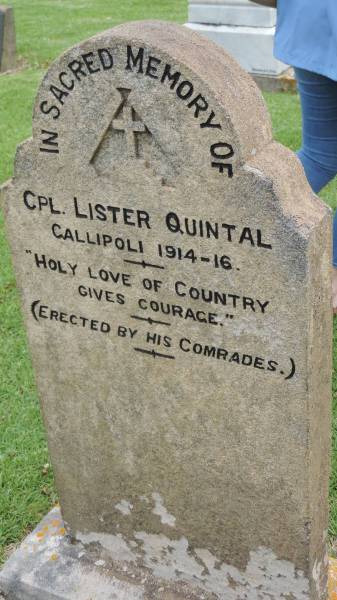 IN SACRED MEMORY OF
CPL. LISTER QUINTAL
GALLIPOLI 1914-16.
"HOLY LOVE OF COUNTRY
GIVES COURAGE."
(ERECTED BY HIS COMRADES.)